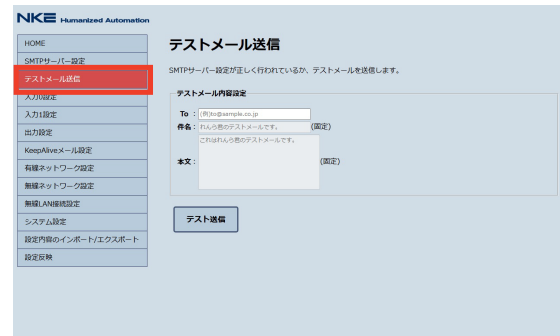 NKE Humanized Automation
HOME
SMTPサーバー設定
テストメール送信
入力0設定
入力1設定
出力設定
KeepAliveメール設定
有線ネットワーク設定
無線ネットワーク設定
無線LAN接続設定
システム設定
設定内容のインポート/エクスポート
設定反映
テストメール送信
SMTPサーバー設定が正しく行われているか、テストメールを送信します。
テストメール内容設定
To : (例)to@sample.co.jp
件名 : れんら君のテストメールです。 (固定)
本文 : これはれんら君のテストメールです。 (固定)
テスト送信